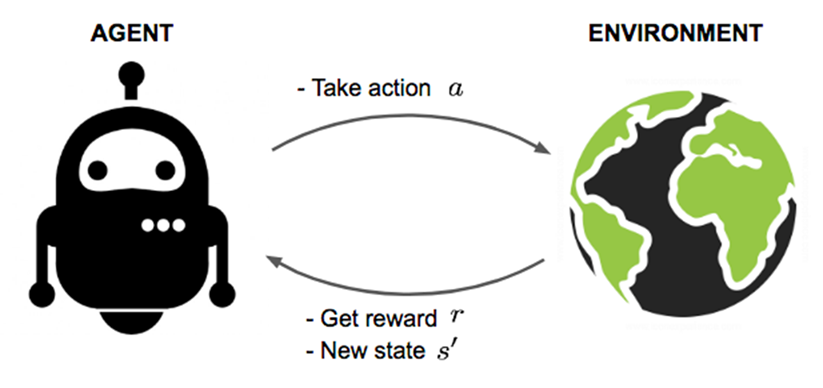 AGENT
ENVIRONMENT
- Take action a
- Get reward r
- New state s′